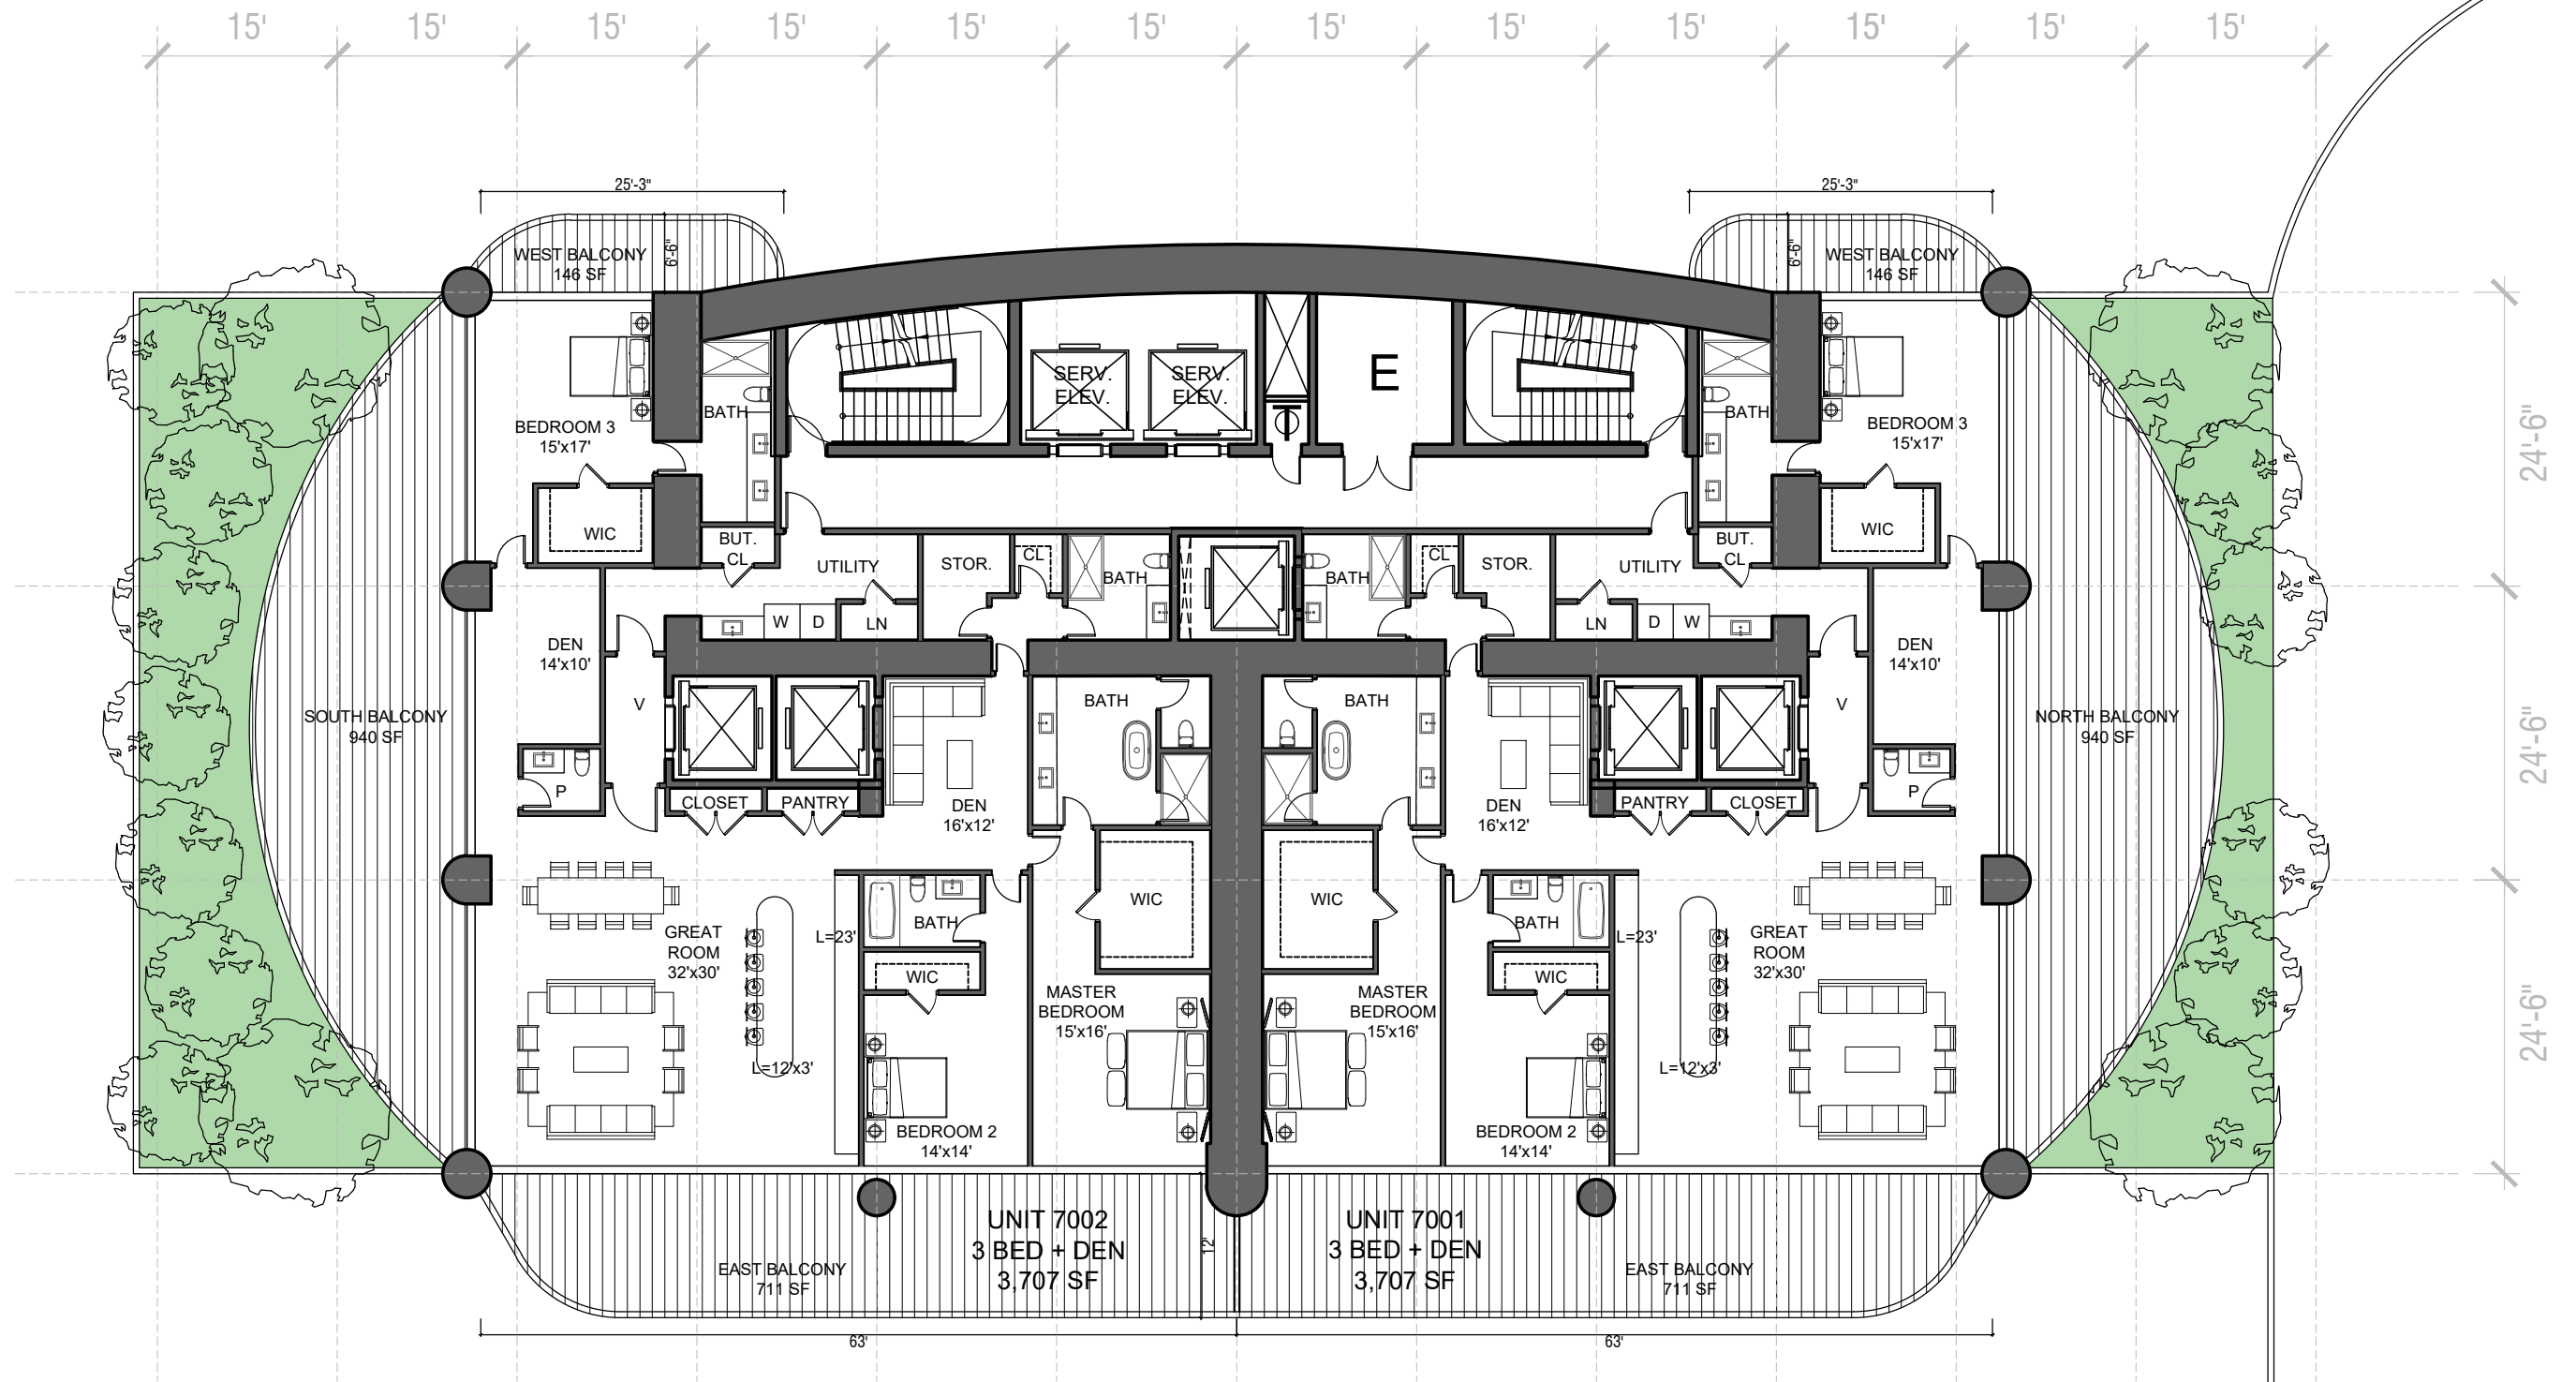 15' 15' 15' 15' 15' 15' 15' 15' 15' 15' 15' 15'
25'-3" 25'-3"
WEST BALCONY
146 SF
6'-6"
6'-6"
WEST BALCONY
146 SF
SERV.
ELEV.
SERV.
ELEV.
E
T
BATH
BATH
BEDROOM 3
15'x17'
BEDROOM 3
15'x17'
24'-6"
WIC
WIC
BUT.
CL
BUT.
CL
UTILITY
STOR.
CL
BATH
BATH
CL
STOR.
UTILITY
W D
LN
LN
D W
DEN
14'x10'
DEN
14'x10'
V
V
BATH
BATH
SOUTH BALCONY
940 SF
NORTH BALCONY
940 SF
24'-6"
P
P
CLOSET
PANTRY
DEN
16'x12'
DEN
16'x12'
PANTRY
CLOSET
WIC
WIC
GREAT
ROOM
32'x30'
L=23'
BATH
BATH
L=23'
GREAT
ROOM
32'x30'
WIC
WIC
MASTER
BEDROOM
15'x16'
MASTER
BEDROOM
15'x16'
24'-6"
L=12'x3'
L=12'x3'
BEDROOM 2
14'x14'
BEDROOM 2
14'x14'
UNIT 7002
3 BED + DEN
3,707 SF
12'
UNIT 7001
3 BED + DEN
3,707 SF
EAST BALCONY
711 SF
EAST BALCONY
711 SF
63' 63'